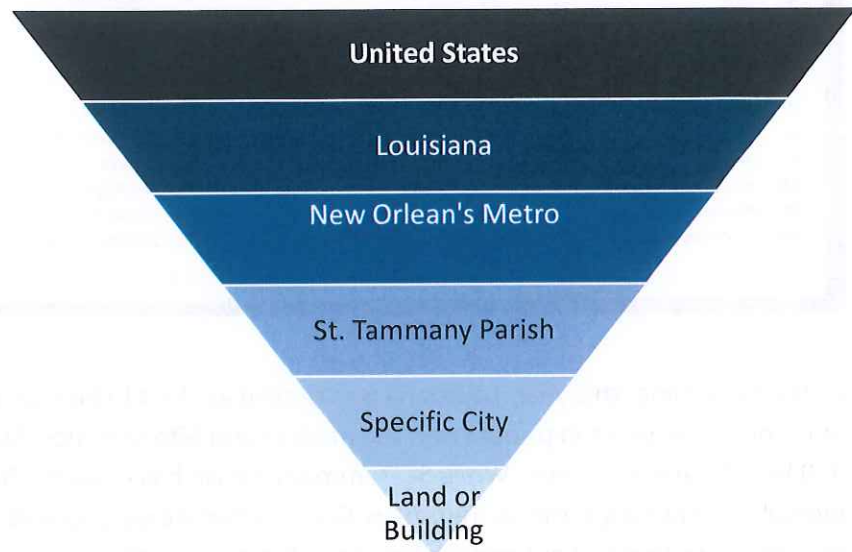 United States
Louisiana
New Orlean's Metro
St. Tammany Parish
Specific City
Land or
Building